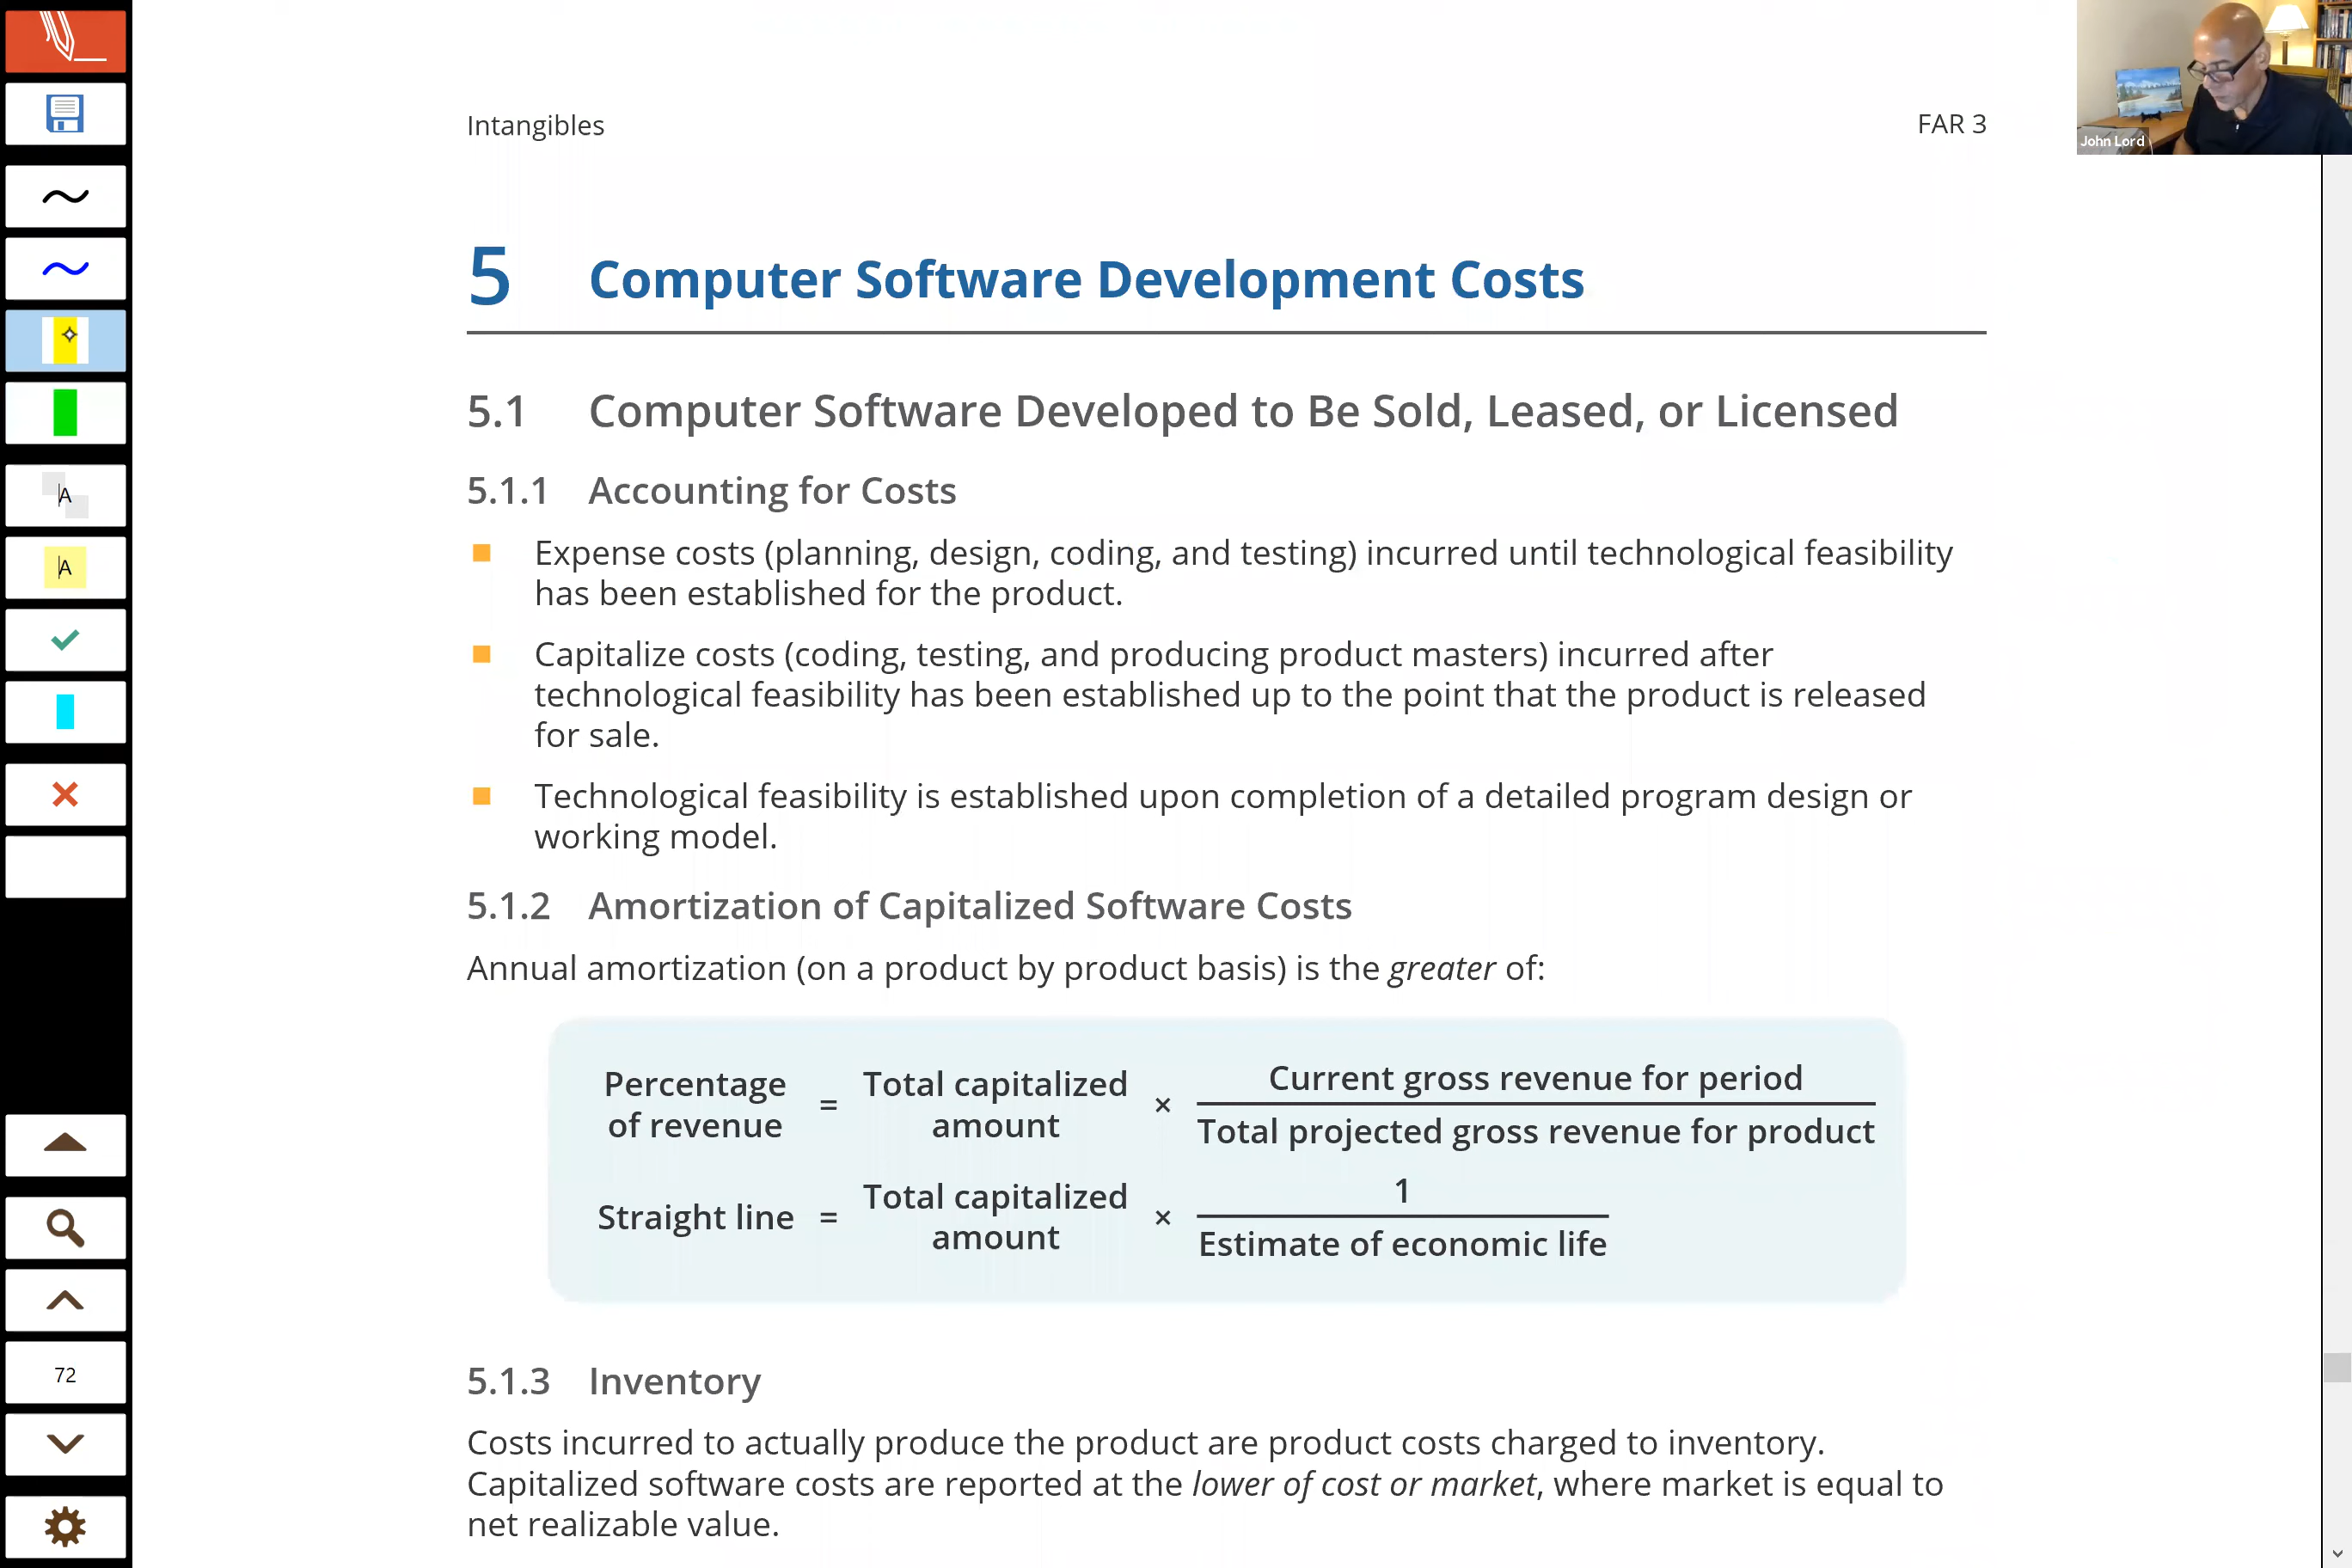 Intangibles
FAR 3
John Lord
5 Computer Software Development Costs
5.1 Computer Software Developed to Be Sold, Leased, or Licensed
5.1.1 Accounting for Costs
Expense costs (planning, design, coding, and testing) incurred until technological feasibility
has been established for the product.
Capitalize costs (coding, testing, and producing product masters) incurred after
technological feasibility has been established up to the point that the product is released
for sale.
Technological feasibility is established upon completion of a detailed program design or
working model.
5.1.2 Amortization of Capitalized Software Costs
Annual amortization (on a product by product basis) is the greater of:
Percentage of revenue = Total capitalized amount × Current gross revenue for period
Total projected gross revenue for product
Straight line = Total capitalized amount × 1
Estimate of economic life
5.1.3 Inventory
Costs incurred to actually produce the product are product costs charged to inventory.
Capitalized software costs are reported at the lower of cost or market, where market is equal to
net realizable value.
A
A
72